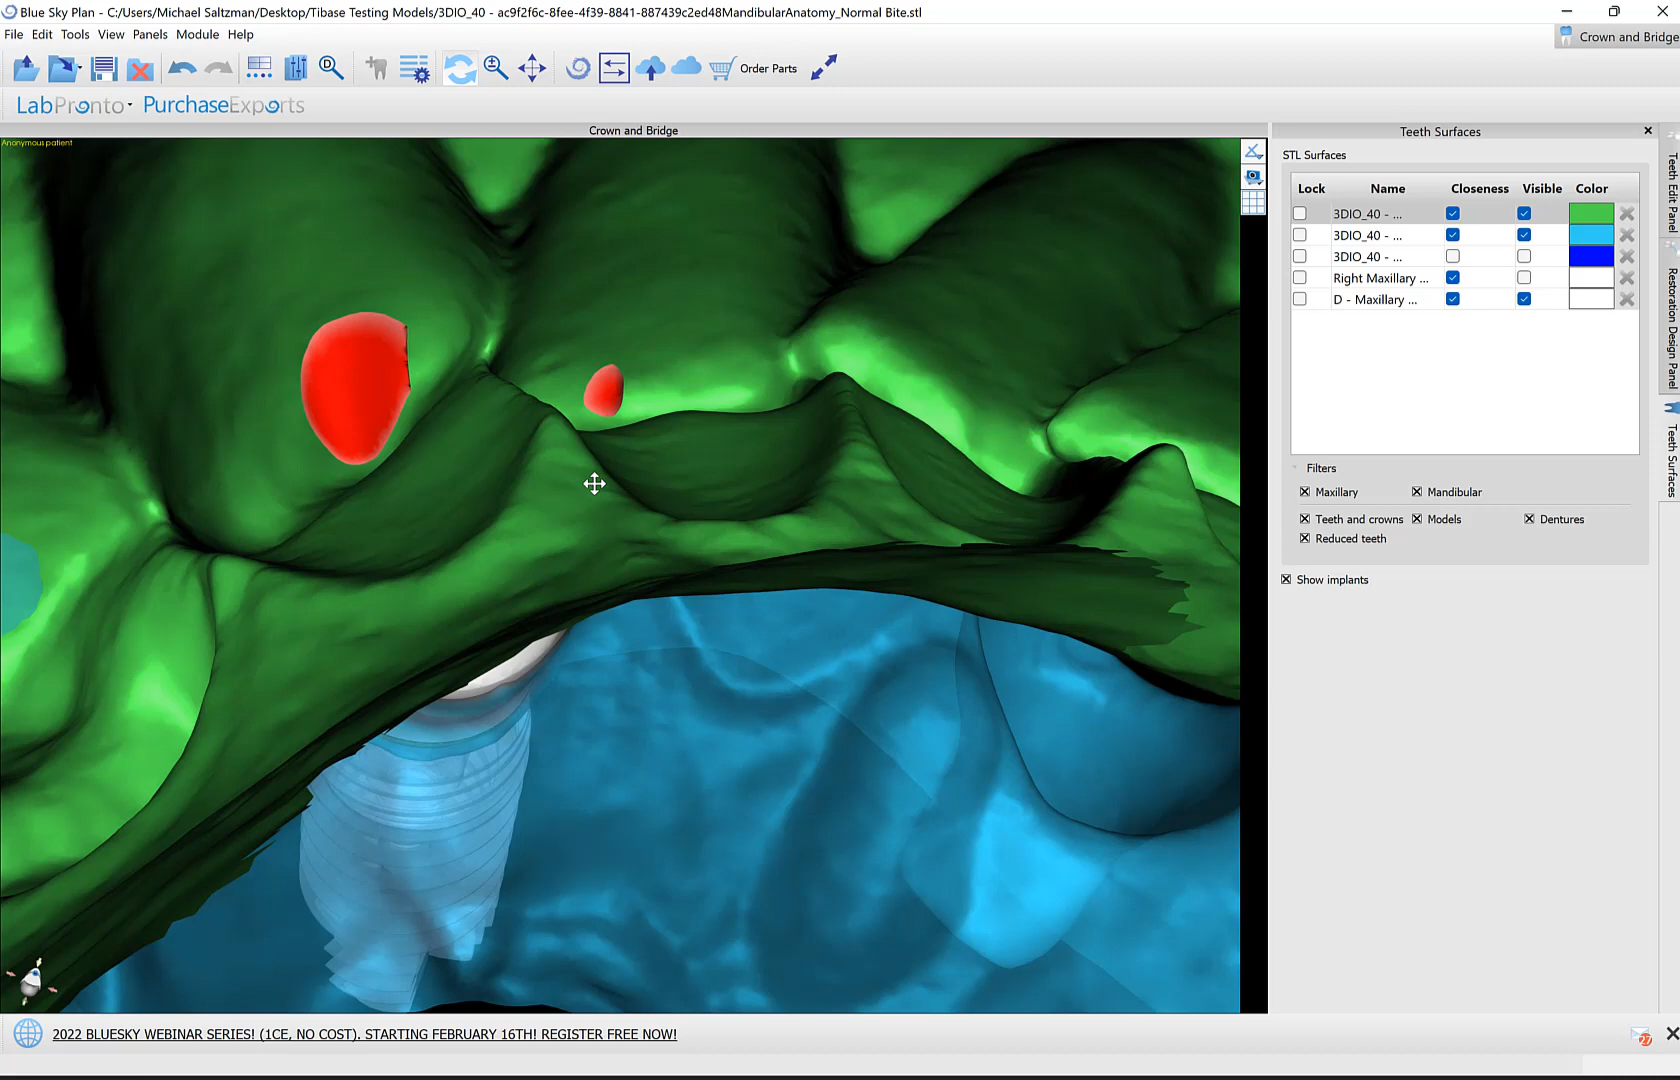 Blue Sky Plan - C:/Users/Michael Saltzman/Desktop/Tibase Testing Models/3DIO_40 - ac9f2f6c-8fee-4f39-8841-887439c2ed48MandibularAnatomy_Normal Bite.stl
File Edit Tools View Panels Module Help
Crown and Bridge
D
Order Parts
LabPronto PurchaseExports
Crown and Bridge
Anonymous patient
Teeth Surfaces
STL Surfaces
Lock Name Closeness Visible Color
3DIO_40 - ...
3DIO_40 - ...
3DIO_40 - ...
Right Maxillary ...
D - Maxillary ...
Filters
Maxillary Mandibular
Teeth and crowns Models Dentures
Reduced teeth
Show implants
Teeth Edit Panel
Restoration Design Panel
Teeth Surfaces
2022 BLUESKY WEBINAR SERIES! (1CE, NO COST). STARTING FEBRUARY 16TH! REGISTER FREE NOW!
27